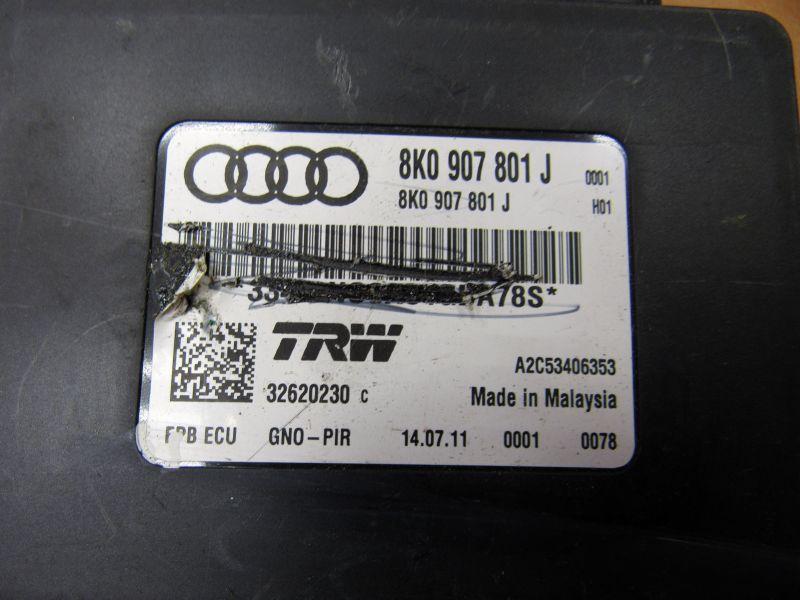 8K0 907 801 J 0001
8K0 907 801 J H01
TRW
A2C53406353
32620230 C
Made in Malaysia
EPB ECU GNO-PIR 14.07.11 0001 0078